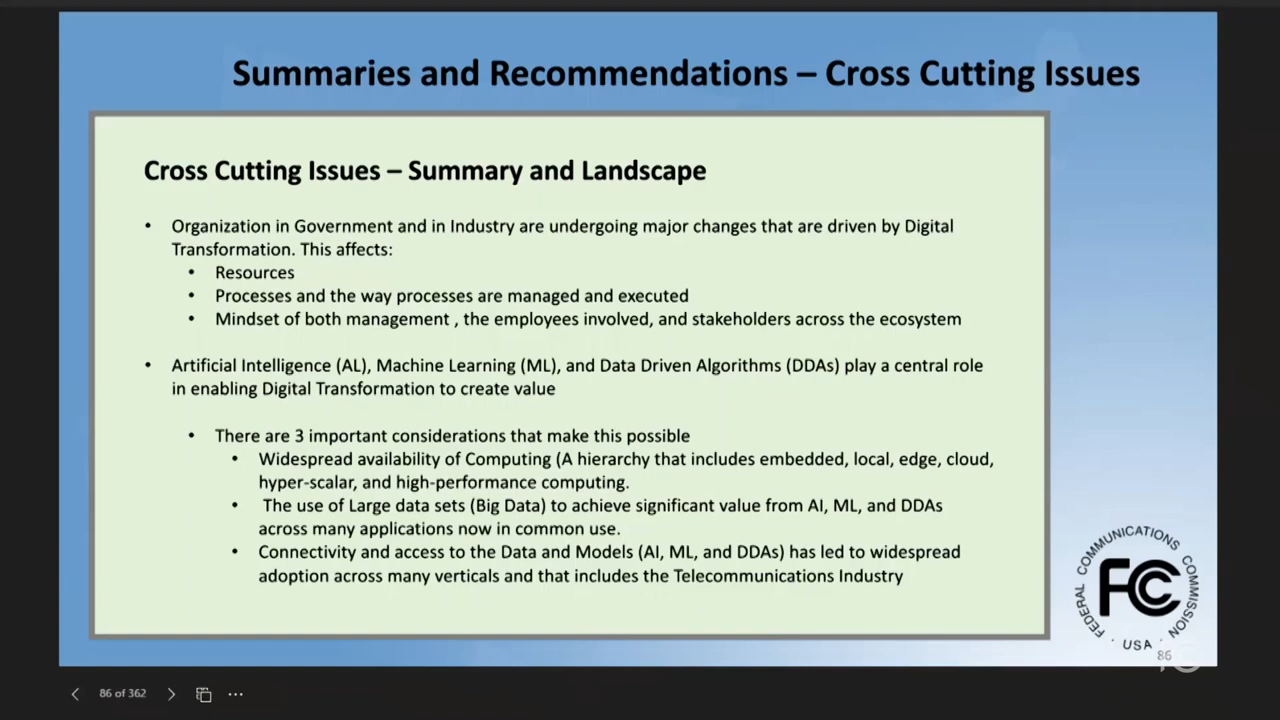 Summaries and Recommendations – Cross Cutting Issues
Cross Cutting Issues – Summary and Landscape
• Organization in Government and in Industry are undergoing major changes that are driven by Digital
Transformation. This affects:
• Resources
• Processes and the way processes are managed and executed
• Mindset of both management , the employees involved, and stakeholders across the ecosystem
• Artificial Intelligence (AL), Machine Learning (ML), and Data Driven Algorithms (DDAs) play a central role
in enabling Digital Transformation to create value
• There are 3 important considerations that make this possible
• Widespread availability of Computing (A hierarchy that includes embedded, local, edge, cloud,
hyper-scalar, and high-performance computing.
• The use of Large data sets (Big Data) to achieve significant value from AI, ML, and DDAs
across many applications now in common use.
• Connectivity and access to the Data and Models (AI, ML, and DDAs) has led to widespread
adoption across many verticals and that includes the Telecommunications Industry
FEDERAL COMMUNICATIONS COMMISSION
FCC
· USA ·
86
86 of 362